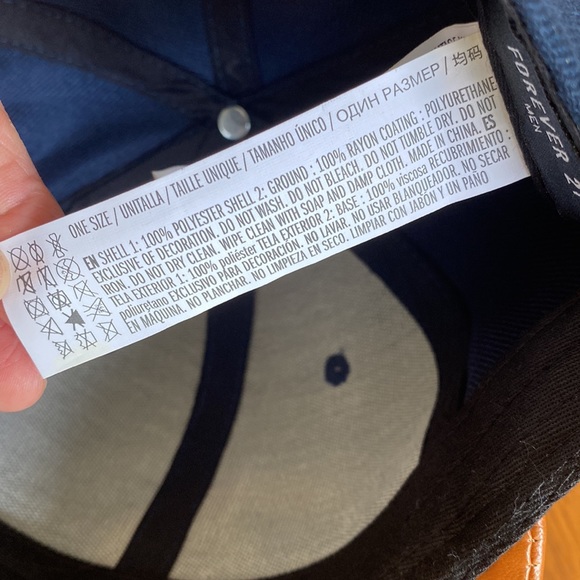 ONE SIZE / UNITALLA / TAILLE UNIQUE / TAMANHO ÚNICO / ОДИН РАЗМЕР / 均码
EN SHELL 1: 100% POLYESTER SHELL 2: GROUND : 100% RAYON COATING : POLYURETHANE
EXCLUSIVE OF DECORATION. DO NOT WASH. DO NOT BLEACH. DO NOT TUMBLE DRY. DO NOT
IRON. DO NOT DRY CLEAN. WIPE CLEAN WITH SOAP AND DAMP CLOTH. MADE IN CHINA. ES
TELA EXTERIOR 1: 100% poliéster TELA EXTERIOR 2: BASE : 100% viscosa RECUBRIMIENTO :
poliuretano EXCLUSIVO PARA DECORACIÓN. NO LAVAR. NO USAR BLANQUEADOR. NO SECAR
EN MÁQUINA. NO PLANCHAR. NO LIMPIEZA EN SECO. LIMPIAR CON JABÓN Y UN PAÑO
FOREVER 21
MEN